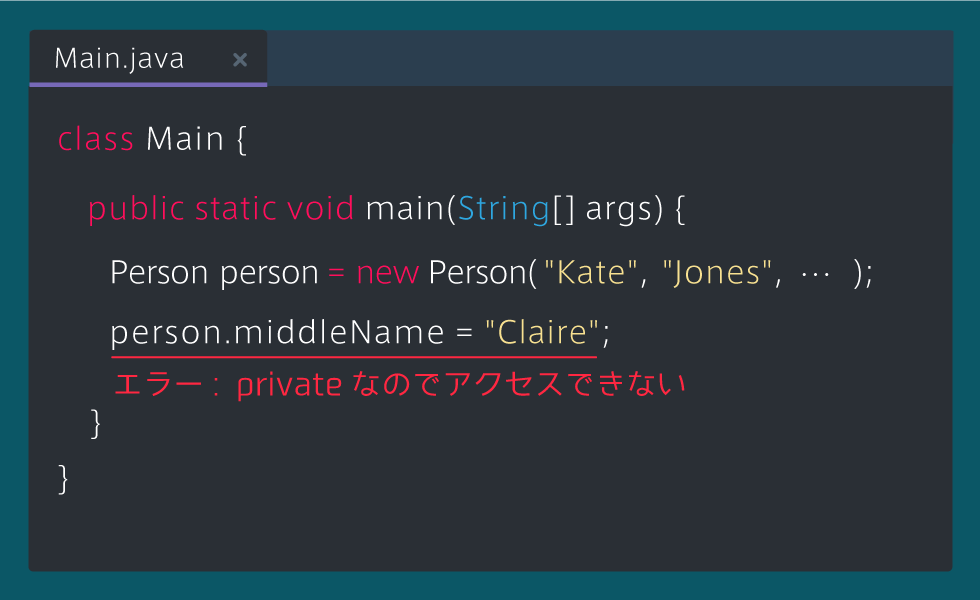 Main.java ×
class Main {
public static void main(String[] args) {
Person person = new Person( "Kate", "Jones", … );
person.middleName = "Claire";
エラー : private なのでアクセスできない
}
}